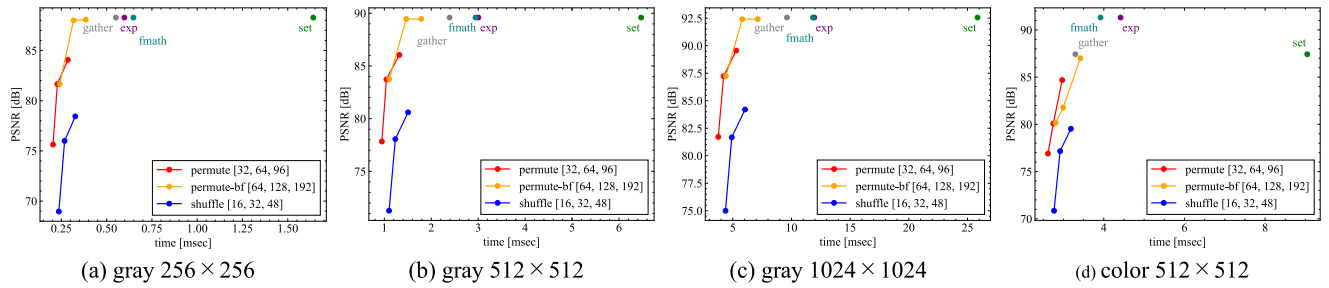 PSNR [dB]
85
80
75
70
gather
exp
fmath
set
permute [32, 64, 96]
permute-bf [64, 128, 192]
shuffle [16, 32, 48]
0.25 0.50 0.75 1.00 1.25 1.50
time [msec]
(a) gray 256×256
PSNR [dB]
90
85
80
75
fmath exp
gather
set
permute [32, 64, 96]
permute-bf [64, 128, 192]
shuffle [16, 32, 48]
1 2 3 4 5 6
time [msec]
(b) gray 512×512
PSNR [dB]
92.5
90.0
87.5
85.0
82.5
80.0
77.5
75.0
gather
exp
fmath
set
permute [32, 64, 96]
permute-bf [64, 128, 192]
shuffle [16, 32, 48]
5 10 15 20 25
time [msec]
(c) gray 1024×1024
PSNR [dB]
90
85
80
75
70
fmath
exp
gather
set
permute [32, 64, 96]
permute-bf [64, 128, 192]
shuffle [16, 32, 48]
4 6 8
time [msec]
(d) color 512×512